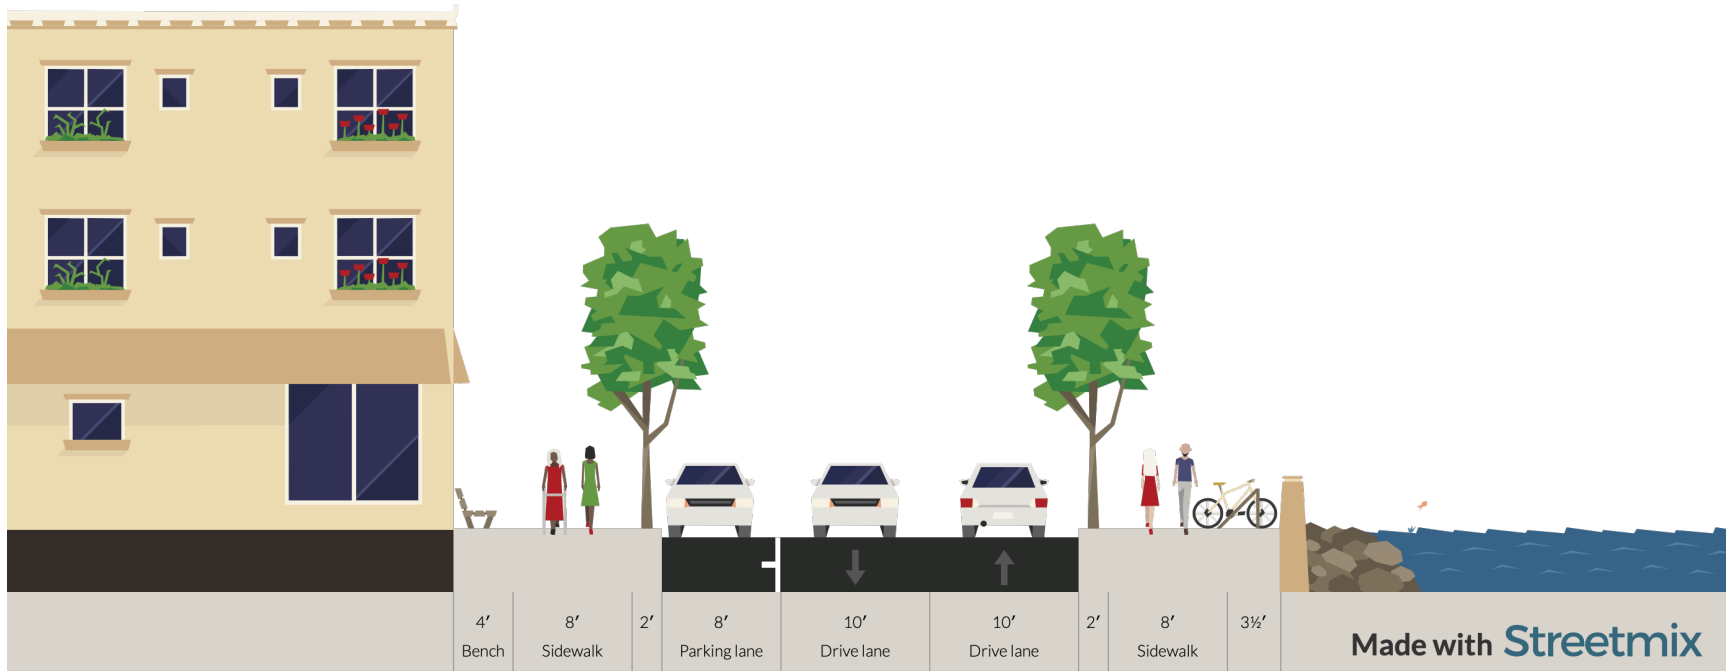 4′ 8′ 2′ 8′ 10′ 10′ 2′ 8′ 3½′
Bench Sidewalk Parking lane Drive lane Drive lane Sidewalk
Made with Streetmix